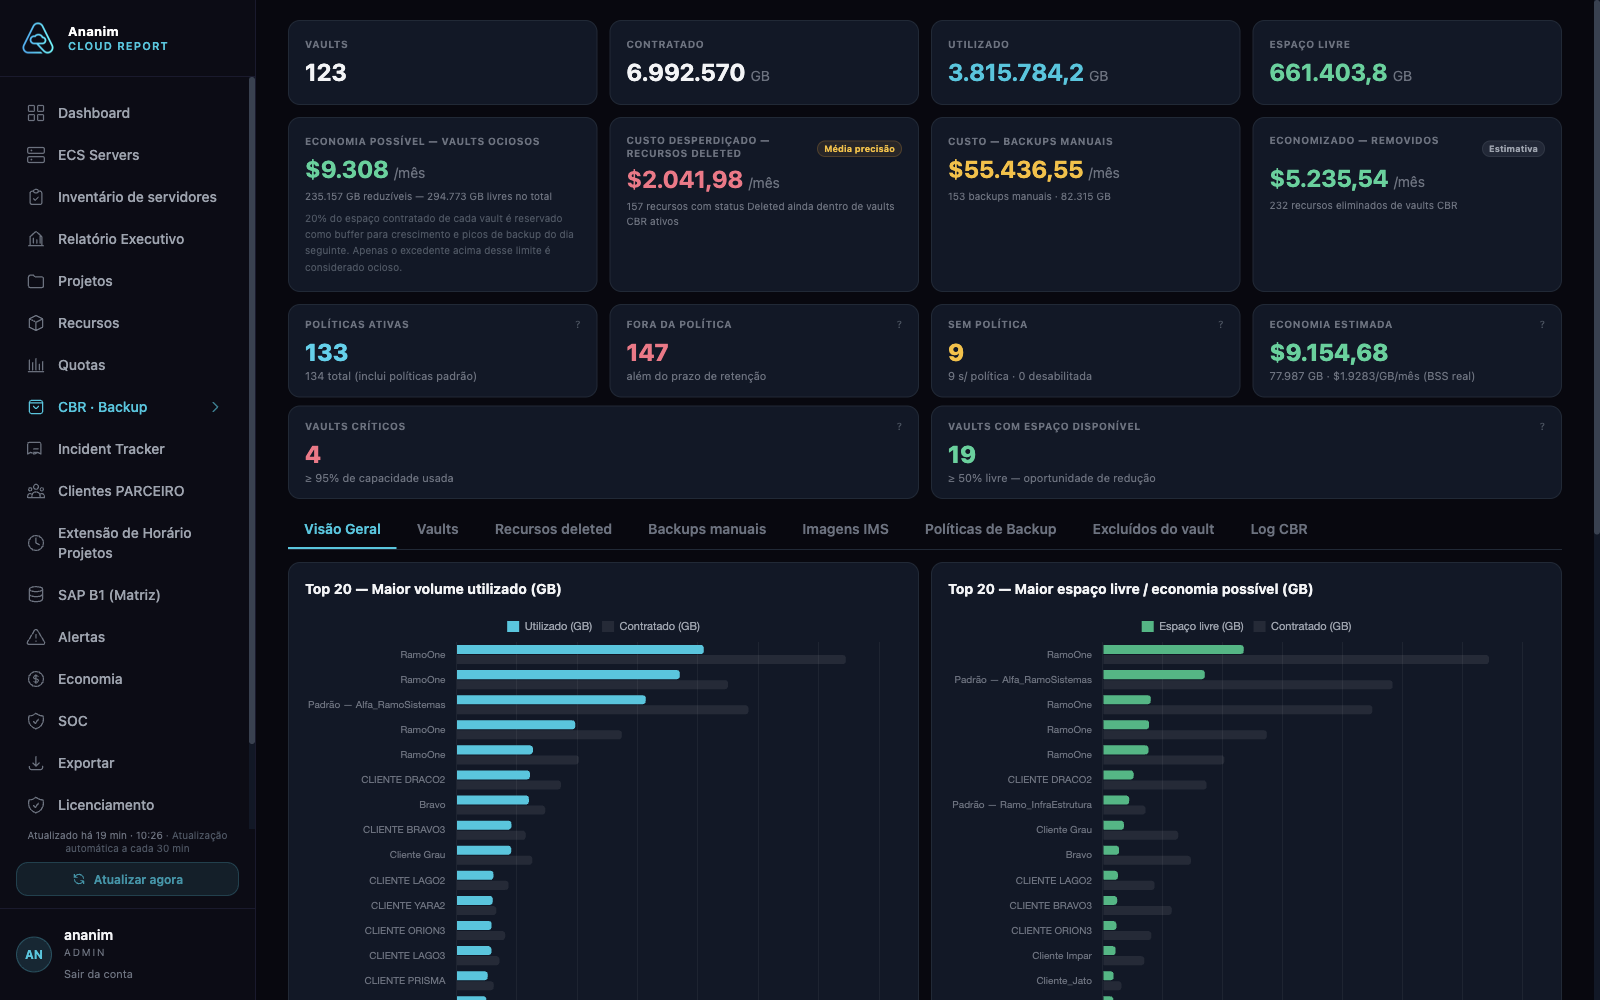 Ananim
CLOUD REPORT
Dashboard
ECS Servers
Inventário de servidores
Relatório Executivo
Projetos
Recursos
Quotas
CBR · Backup
Incident Tracker
Clientes PARCEIRO
Extensão de Horário
Projetos
SAP B1 (Matriz)
Alertas
Economia
SOC
Exportar
Licenciamento
Atualizado há 19 min · 10:26 · Atualização
automática a cada 30 min
Atualizar agora
AN
ananim
ADMIN
Sair da conta
VAULTS
123
CONTRATADO
6.992.570 GB
UTILIZADO
3.815.784,2 GB
ESPAÇO LIVRE
661.403,8 GB
ECONOMIA POSSÍVEL — VAULTS OCIOSOS
$9.308 /mês
235.157 GB reduzíveis — 294.773 GB livres no total
20% do espaço contratado de cada vault é reservado
como buffer para crescimento e picos de backup do dia
seguinte. Apenas o excedente acima desse limite é
considerado ocioso.
CUSTO DESPERDIÇADO —
RECURSOS DELETED
Média precisão
$2.041,98 /mês
157 recursos com status Deleted ainda dentro de vaults
CBR ativos
CUSTO — BACKUPS MANUAIS
$55.436,55 /mês
153 backups manuais · 82.315 GB
ECONOMIZADO — REMOVIDOS
Estimativa
$5.235,54 /mês
232 recursos eliminados de vaults CBR
POLÍTICAS ATIVAS ?
133
134 total (inclui políticas padrão)
FORA DA POLÍTICA ?
147
além do prazo de retenção
SEM POLÍTICA ?
9
9 s/ política · 0 desabilitada
ECONOMIA ESTIMADA ?
$9.154,68
77.987 GB · $1.9283/GB/mês (BSS real)
VAULTS CRÍTICOS ?
4
≥ 95% de capacidade usada
VAULTS COM ESPAÇO DISPONÍVEL ?
19
≥ 50% livre — oportunidade de redução
Visão Geral
Vaults
Recursos deleted
Backups manuais
Imagens IMS
Políticas de Backup
Excluídos do vault
Log CBR
Top 20 — Maior volume utilizado (GB)
Utilizado (GB) Contratado (GB)
RamoOne
RamoOne
Padrão — Alfa_RamoSistemas
RamoOne
RamoOne
CLIENTE DRACO2
Bravo
CLIENTE BRAVO3
Cliente Grau
CLIENTE LAGO2
CLIENTE YARA2
CLIENTE ORION3
CLIENTE LAGO3
CLIENTE PRISMA
Top 20 — Maior espaço livre / economia possível (GB)
Espaço livre (GB) Contratado (GB)
RamoOne
Padrão — Alfa_RamoSistemas
RamoOne
RamoOne
RamoOne
CLIENTE DRACO2
Padrão — Ramo_InfraEstrutura
Cliente Grau
Bravo
CLIENTE LAGO2
CLIENTE BRAVO3
CLIENTE ORION3
Cliente Impar
Cliente_Jato